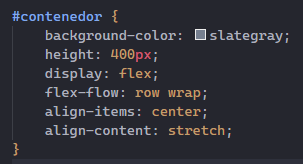 #contenedor {
    background-color: slategray;
    height: 400px;
    display: flex;
    flex-flow: row wrap;
    align-items: center;
    align-content: stretch;
}